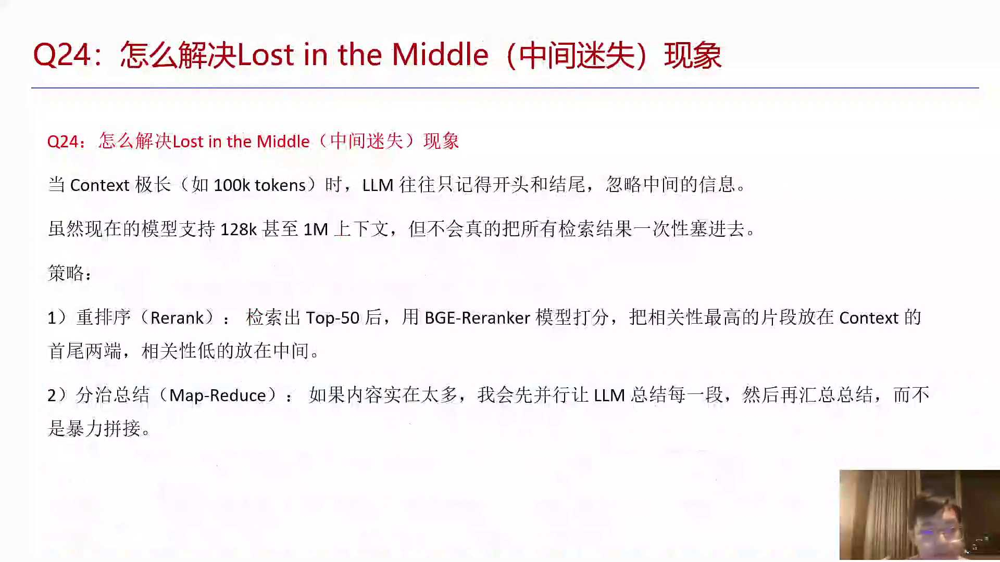 Q24：怎么解决Lost in the Middle（中间迷失）现象
Q24：怎么解决Lost in the Middle（中间迷失）现象
当 Context 极长（如 100k tokens）时，LLM 往往只记得开头和结尾，忽略中间的信息。
虽然现在的模型支持 128k 甚至 1M 上下文，但不会真的把所有检索结果一次性塞进去。
策略：
1）重排序（Rerank）： 检索出 Top-50 后，用 BGE-Reranker 模型打分，把相关性最高的片段放在 Context 的
首尾两端，相关性低的放在中间。
2）分治总结（Map-Reduce）： 如果内容实在太多，我会先并行让 LLM 总结每一段，然后再汇总总结，而不
是暴力拼接。